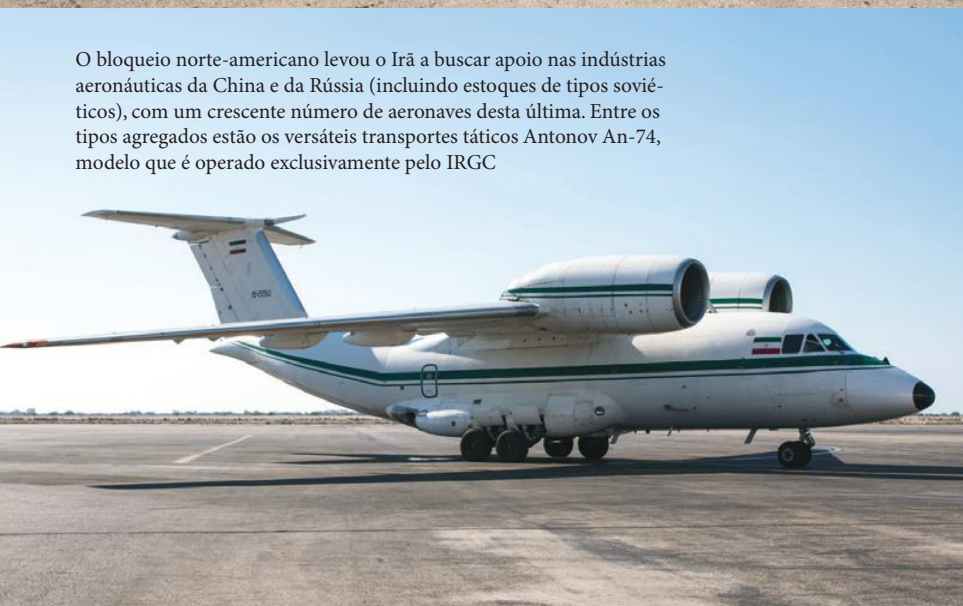 O bloqueio norte-americano levou o Irã a buscar apoio nas indústrias
aeronáuticas da China e da Rússia (incluindo estoques de tipos sovié-
ticos), com um crescente número de aeronaves desta última. Entre os
tipos agregados estão os versáteis transportes táticos Antonov An-74,
modelo que é operado exclusivamente pelo IRGC